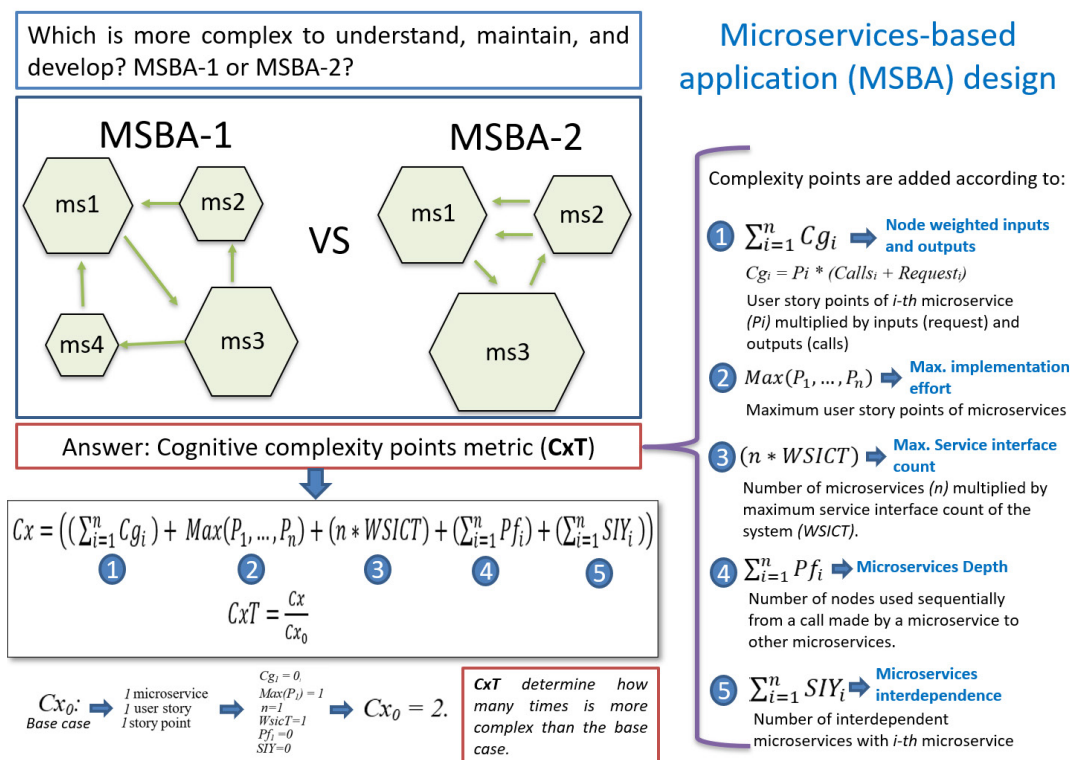 Which is more complex to understand, maintain, and
develop? MSBA-1 or MSBA-2?
Microservices-based
application (MSBA) design
MSBA-1
ms1
ms2
ms4
ms3
VS
MSBA-2
ms1
ms2
ms3
Answer: Cognitive complexity points metric (CxT)
Cx = ((∑ⁿᵢ₌₁ Cgᵢ) + Max(P₁, …, Pₙ) + (n * WSICT) + (∑ⁿᵢ₌₁ Pfᵢ) + (∑ⁿᵢ₌₁ SIYᵢ))
1 2 3 4 5
CxT = Cx/Cx₀
Cx₀:
Base case
1 microservice
1 user story
1 story point
Cg₁ = 0,
Max(P₁) = 1
n=1
WsicT=1
Pf₁ =0
SIY=0
Cx₀ = 2.
CxT determine how
many times is more
complex than the base
case.
Complexity points are added according to:
1 ∑ⁿᵢ₌₁ Cgᵢ Node weighted inputs
and outputs
Cgᵢ = Pi * (Callsᵢ + Requestᵢ)
User story points of i-th microservice
(Pi) multiplied by inputs (request) and
outputs (calls)
2 Max(P₁, …, Pₙ) Max. implementation
effort
Maximum user story points of microservices
3 (n * WSICT) Max. Service interface
count
Number of microservices (n) multiplied by
maximum service interface count of the
system (WSICT).
4 ∑ⁿᵢ₌₁ Pfᵢ Microservices Depth
Number of nodes used sequentially
from a call made by a microservice to
other microservices.
5 ∑ⁿᵢ₌₁ SIYᵢ Microservices
interdependence
Number of interdependent
microservices with i-th microservice